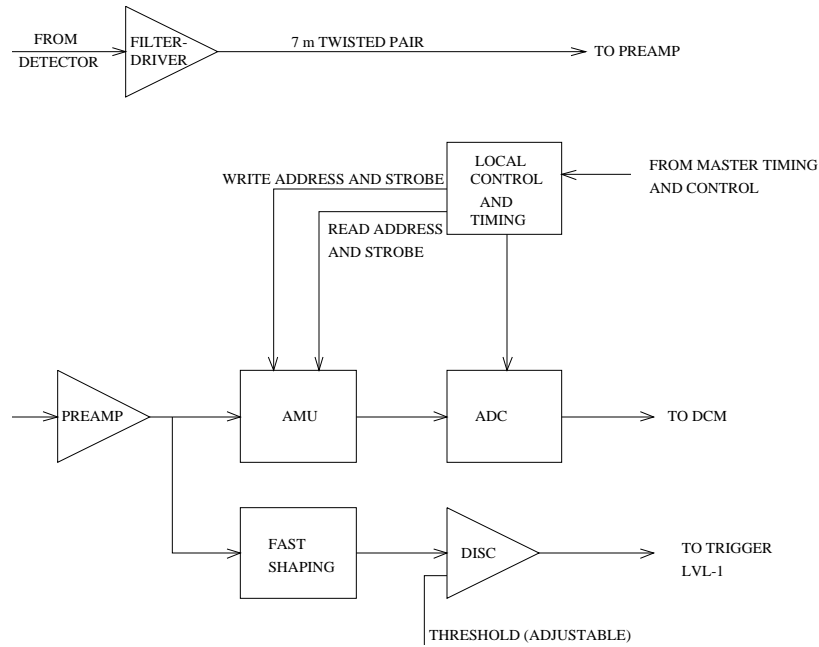 FROM
DETECTOR
FILTER-
DRIVER
7 m TWISTED PAIR
TO PREAMP
LOCAL
CONTROL
AND
TIMING
FROM MASTER TIMING
AND CONTROL
WRITE ADDRESS AND STROBE
READ ADDRESS
AND STROBE
PREAMP
AMU
ADC
TO DCM
FAST
SHAPING
DISC
TO TRIGGER
LVL-1
THRESHOLD (ADJUSTABLE)